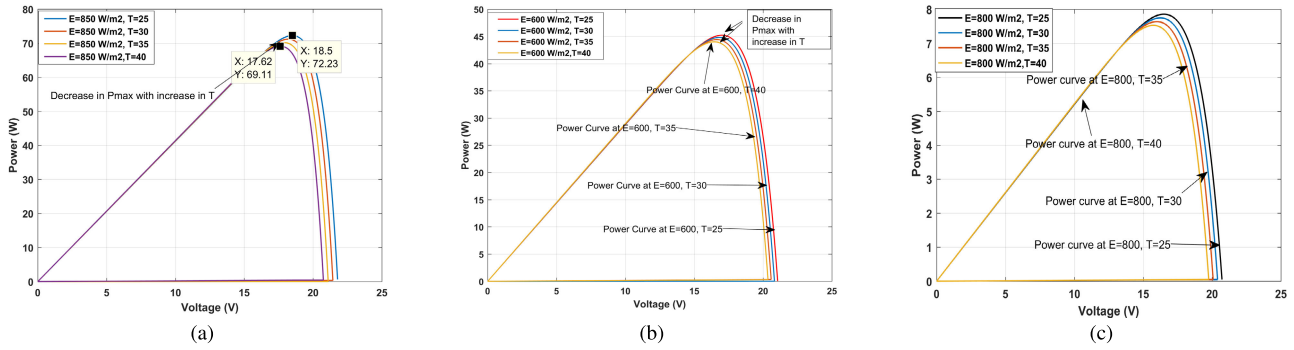 E=850 W/m2, T=25
E=850 W/m2, T=30
E=850 W/m2, T=35
E=850 W/m2,T=40
X: 17.62
Y: 69.11
X: 18.5
Y: 72.23
Decrease in Pmax with increase in T
Power (W)
80
70
60
50
40
30
20
10
0
0 5 10 15 20 25
Voltage (V)
(a)
E=600 W/m2, T=25
E=600 W/m2, T=30
E=600 W/m2, T=35
E=600 W/m2,T=40
Decrease in
Pmax with
increase in T
Power Curve at E=600, T=40
Power Curve at E=600, T=35
Power Curve at E=600, T=30
Power Curve at E=600, T=25
Power (W)
50
45
40
35
30
25
20
15
10
5
0
0 5 10 15 20 25
Voltage (V)
(b)
E=800 W/m2, T=25
E=800 W/m2, T=30
E=800 W/m2, T=35
E=800 W/m2, T=40
Power curve at E=800, T=35
Power curve at E=800, T=40
Power curve at E=800, T=30
Power curve at E=800, T=25
Power (W)
8
7
6
5
4
3
2
1
0
0 5 10 15 20 25
Voltage (V)
(c)